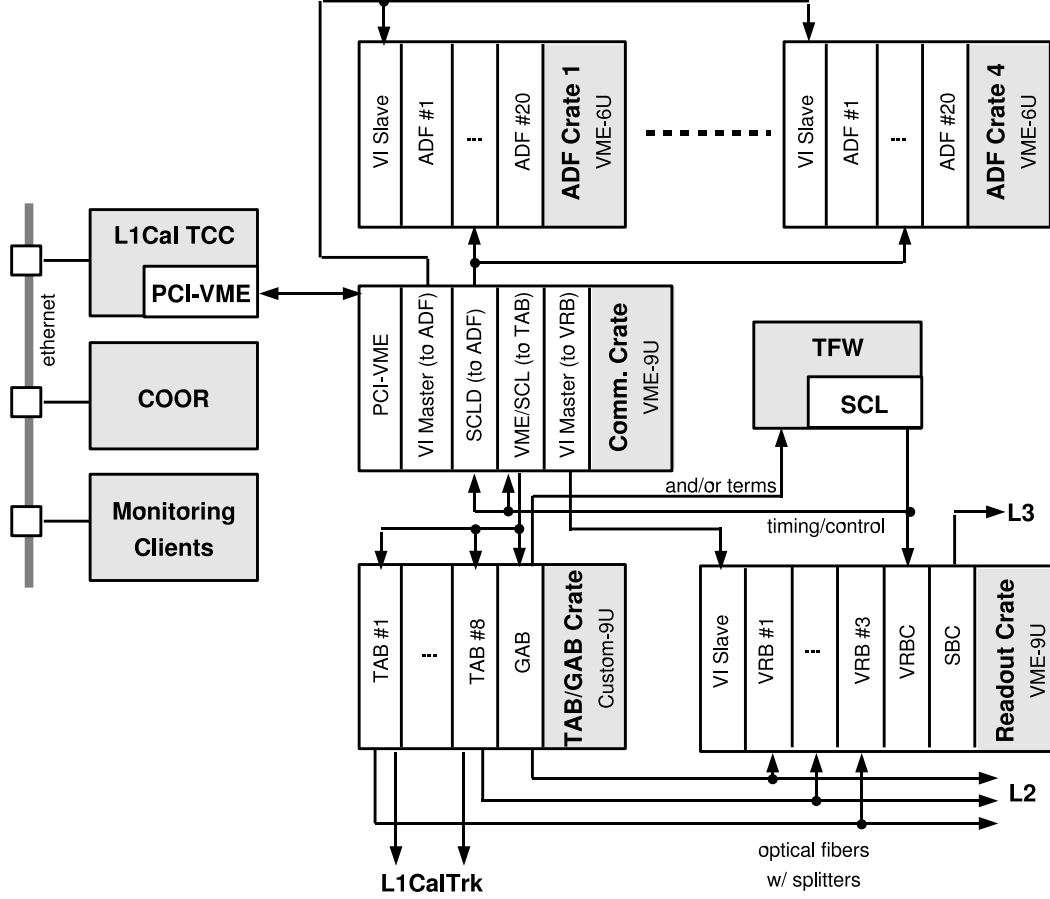 VI Slave
ADF #1
...
ADF #20
ADF Crate 1
VME-6U
VI Slave
ADF #1
...
ADF #20
ADF Crate 4
VME-6U
ethernet
L1Cal TCC
PCI-VME
COOR
Monitoring
Clients
PCI-VME
VI Master (to ADF)
SCLD (to ADF)
VME/SCL (to TAB)
VI Master (to VRB)
Comm. Crate
VME-9U
TFW
SCL
and/or terms
timing/control
L3
TAB #1
...
TAB #8
GAB
TAB/GAB Crate
Custom-9U
VI Slave
VRB #1
...
VRB #3
VRBC
SBC
Readout Crate
VME-9U
L2
optical fibers
w/ splitters
L1CalTrk